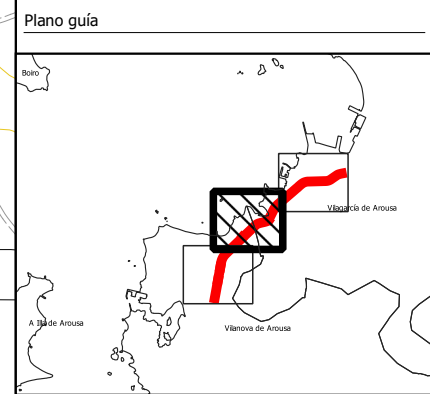 Plano guía
Boiro
Vilagarcía de Arousa
A Illa de Arousa
Vilanova de Arousa